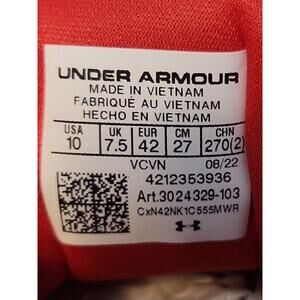 UNDER ARMOUR
MADE IN VIETNAM
FABRIQUÉ AU VIETNAM
HECHO EN VIETNAM
USA UK EUR CM CHN
10 7.5 42 27 270(2)
VCVN 08/22
4212353936
Art.3024329-103
CxN42NK1C555MWR